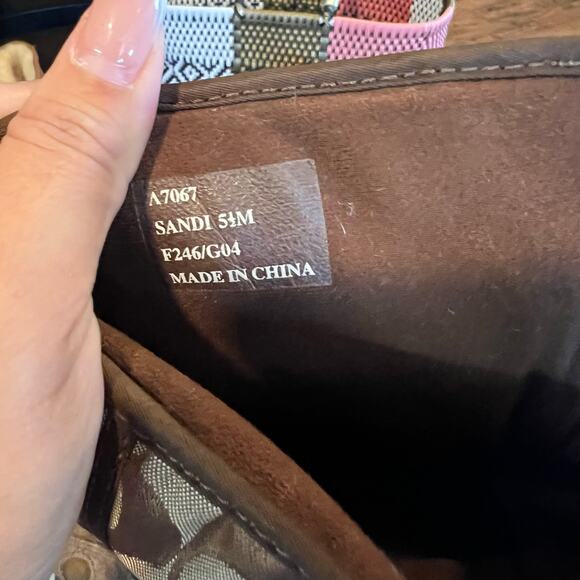 A7067
SANDI 5½M
F246/G04
MADE IN CHINA